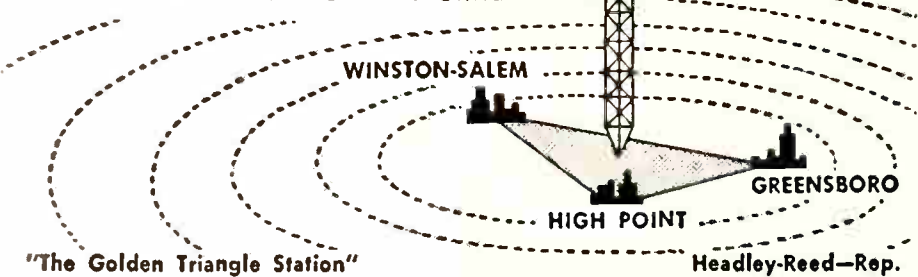 WINSTON-SALEM
GREENSBORO
HIGH POINT
"The Golden Triangle Station"
Headley-Reed—Rep.